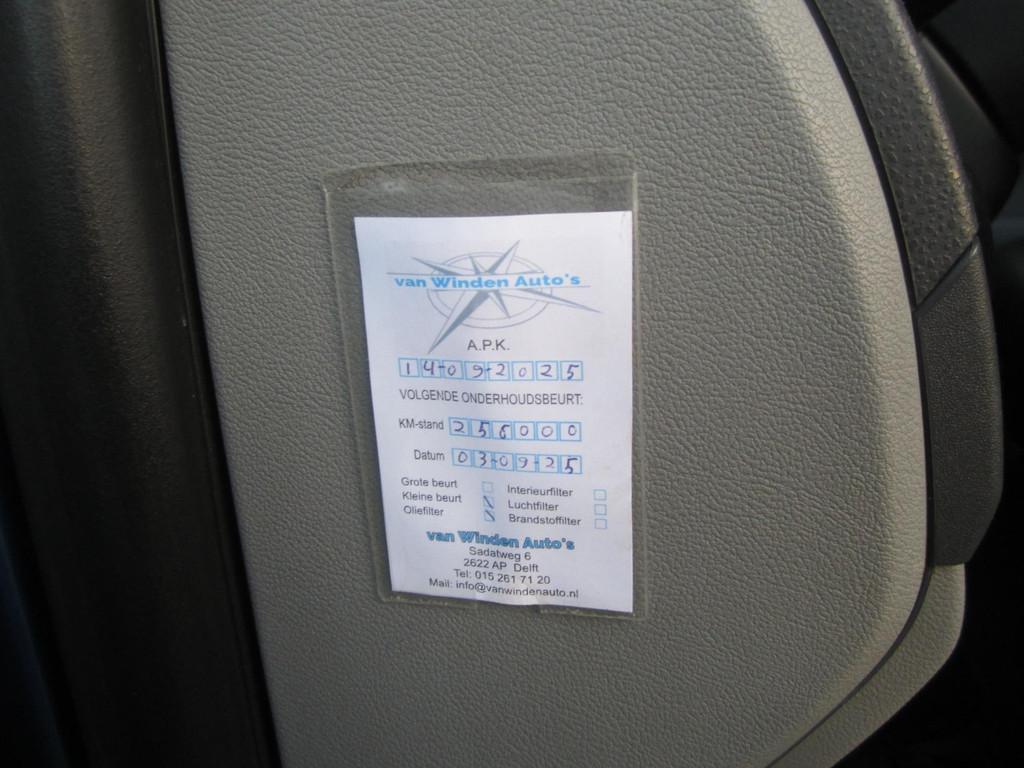 van Winden Auto's
A.P.K.
14-09-2025
VOLGENDE ONDERHOUDSBEURT:
KM-stand 256000
Datum 03-09-25
Grote beurt Interieurfilter
Kleine beurt Luchtfilter
Oliefilter Brandstoffilter
van Winden Auto's
Sadatweg 6
2622 AP Delft
Tel: 015 261 71 20
Mail: info@vanwindenauto.nl